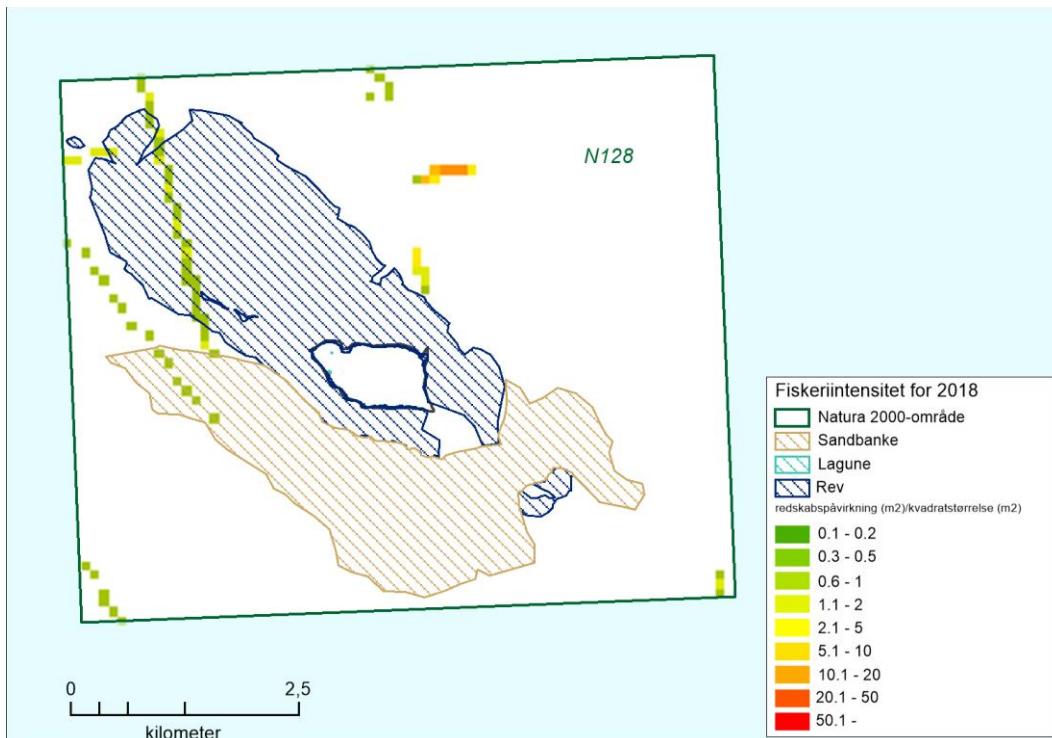 N128
Fiskeriintensitet for 2018
Natura 2000-område
Sandbanke
Lagune
Rev
redskabspåvirkning (m2)/kvadratstørrelse (m2)
0.1 - 0.2
0.3 - 0.5
0.6 - 1
1.1 - 2
2.1 - 5
5.1 - 10
10.1 - 20
20.1 - 50
50.1 -
0 2,5
kilometer